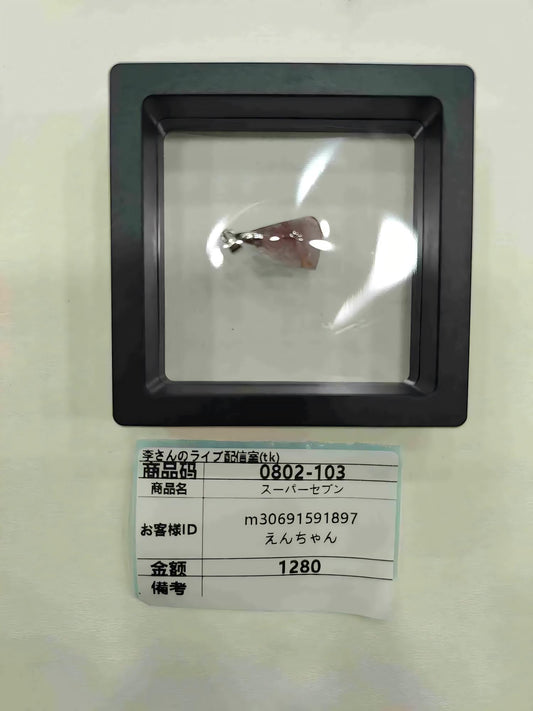 李さんのライブ配信室(tk)
商品码 0802-103
商品名 スーパーセブン
お客様ID m30691591897
えんちゃん
金额 1280
備考